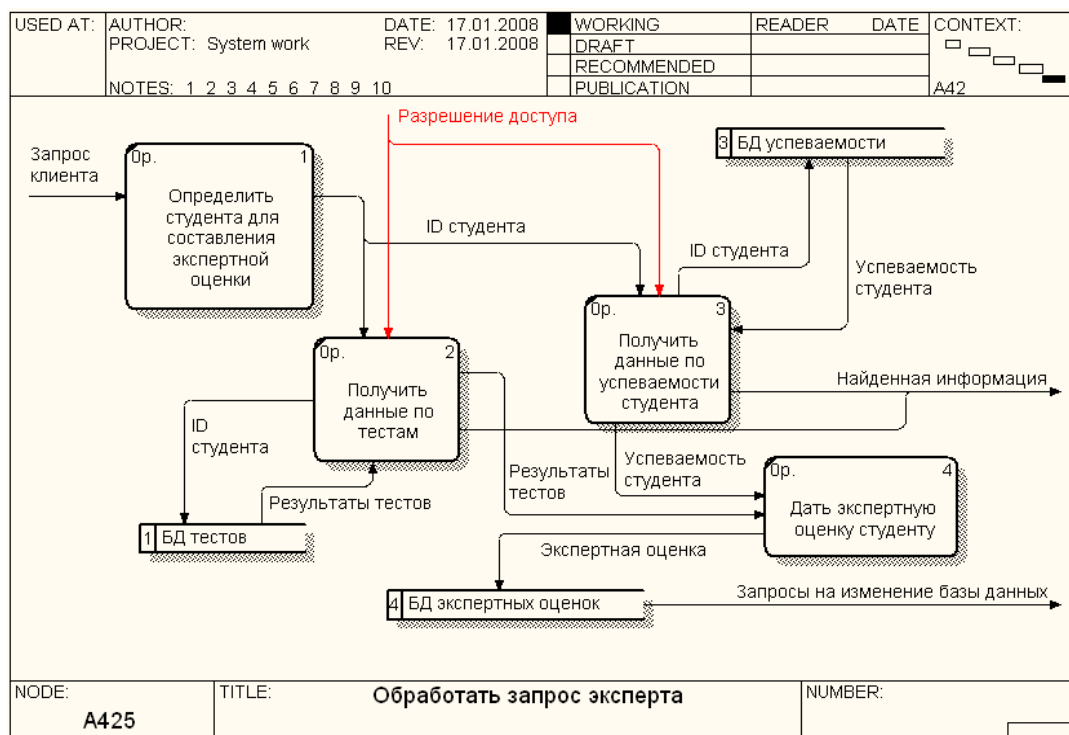 USED AT:
AUTHOR:
DATE: 17.01.2008
PROJECT: System work
REV: 17.01.2008
NOTES: 1 2 3 4 5 6 7 8 9 10
WORKING
DRAFT
RECOMMENDED
PUBLICATION
READER
DATE
CONTEXT:
A42
Разрешение доступа
Запрос
клиента
0р.
1
Определить
студента для
составления
экспертной
оценки
3
БД успеваемости
ID студента
ID студента
Успеваемость
студента
0р.
3
Получить
данные по
успеваемости
студента
0р.
2
Получить
данные по
тестам
Найденная информация
ID
студента
Результаты тестов
1
БД тестов
Результаты
тестов
Успеваемость
студента
0р.
4
Дать экспертную
оценку студенту
Экспертная оценка
4
БД экспертных оценок
Запросы на изменение базы данных
NODE:
A425
TITLE:
Обработать запрос эксперта
NUMBER: